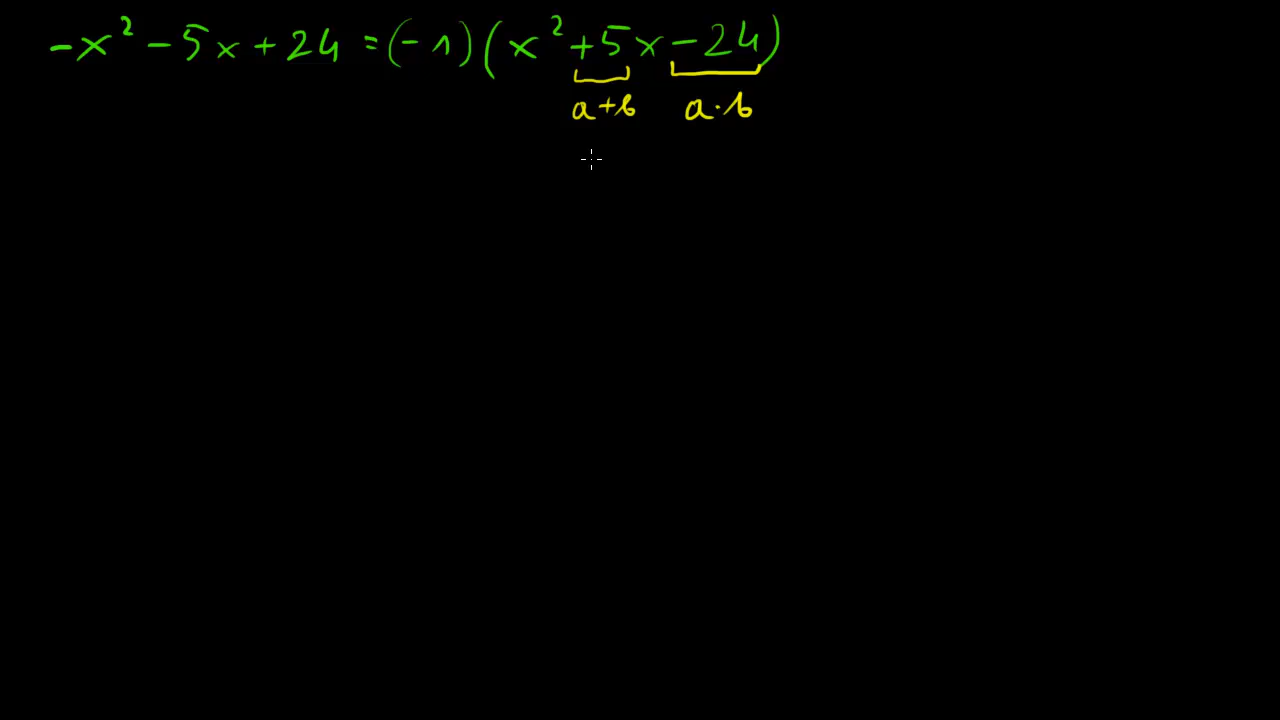 -x² - 5x + 24 = (-1)(x² + 5x - 24)
a+b a·b